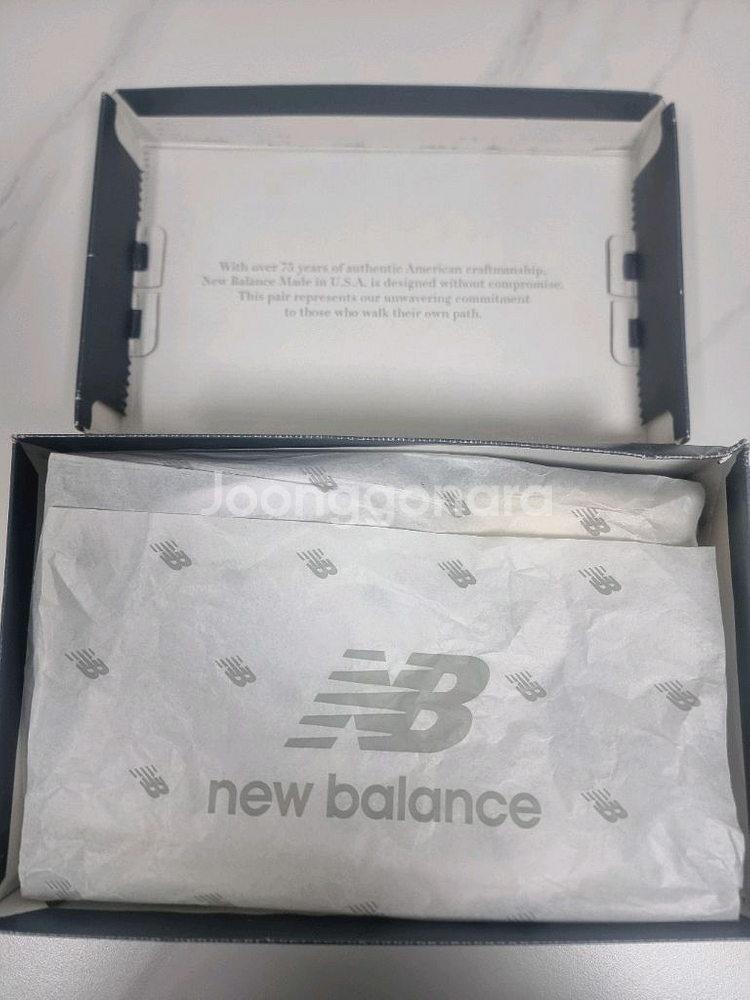 With over 75 years of authentic American craftmanship,
New Balance Made in U.S.A. is designed without compromise.
This pair represents our unwavering commitment
to those who walk their own path.
Joonggonara
NB
new balance